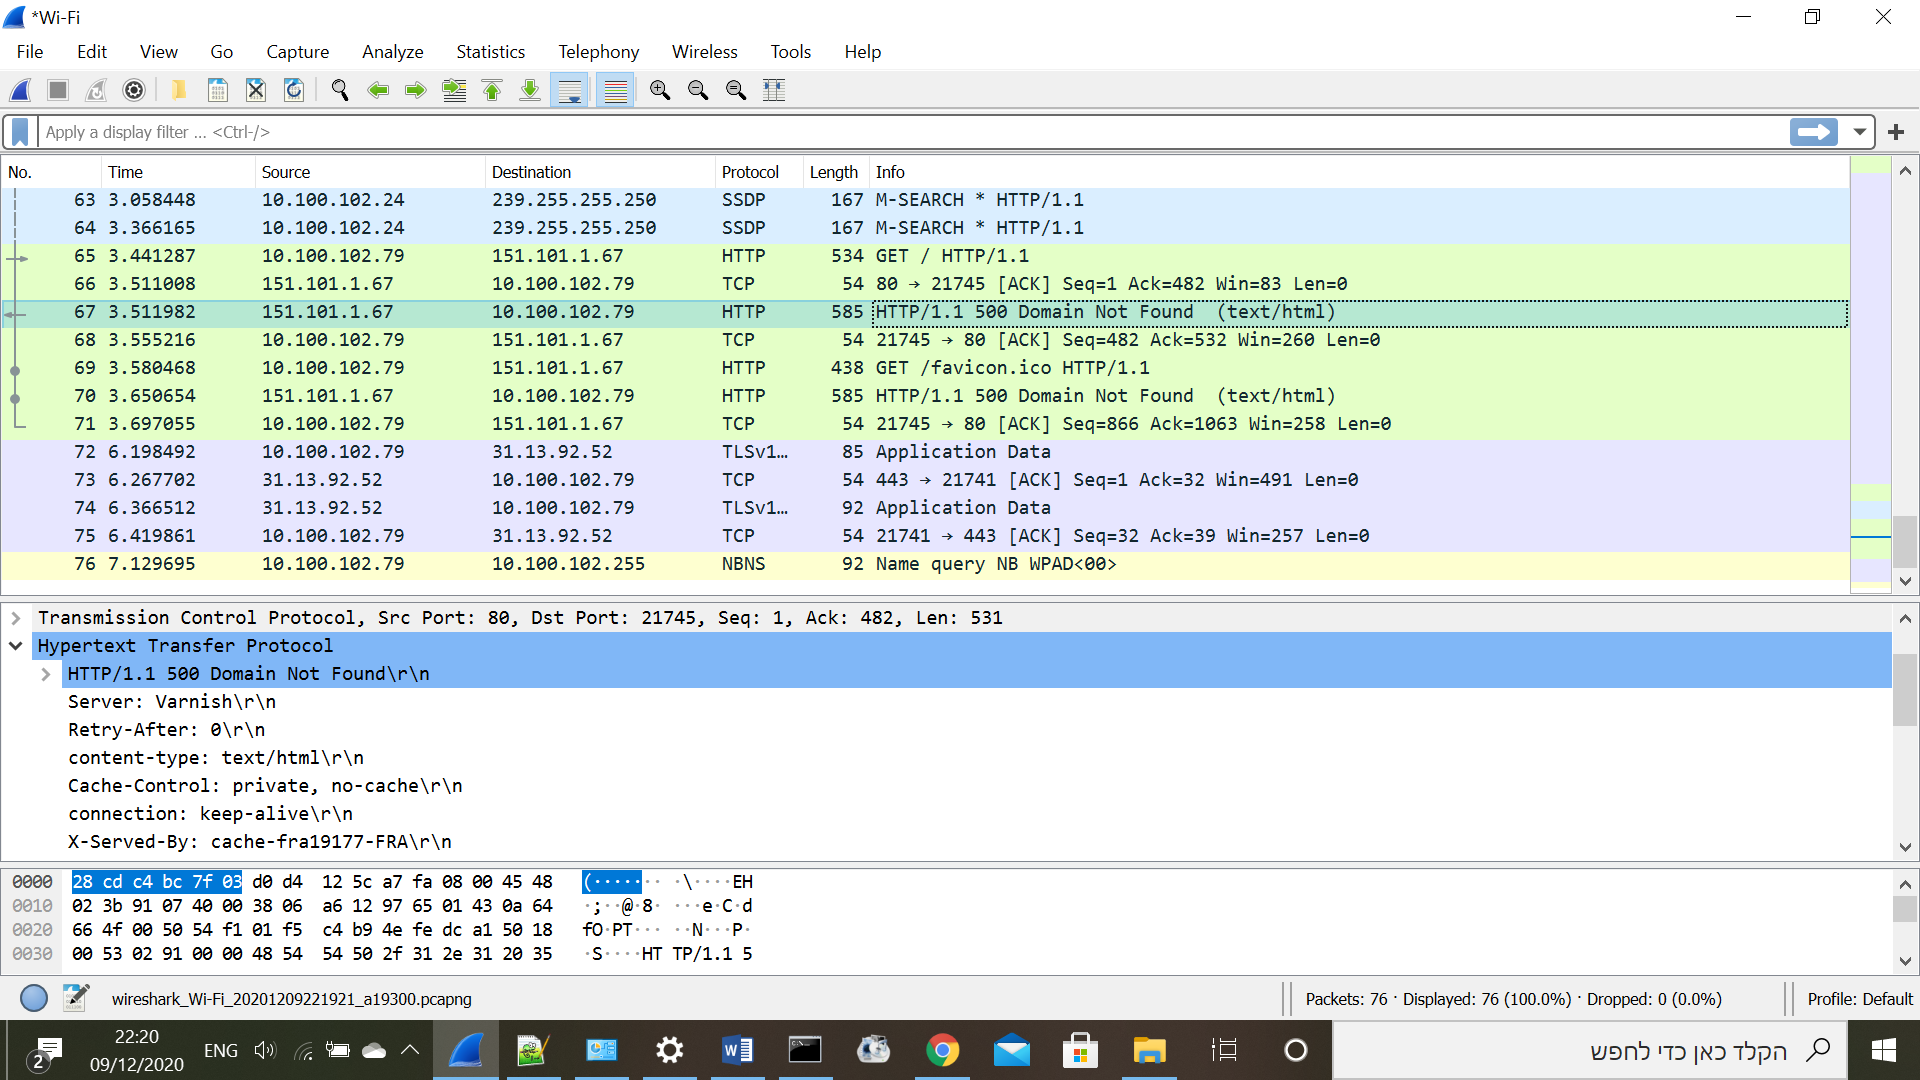 *Wi-Fi
File Edit View Go Capture Analyze Statistics Telephony Wireless Tools Help
Apply a display filter ... <Ctrl-/>
No. Time Source Destination Protocol Length Info
63 3.058448 10.100.102.24 239.255.255.250 SSDP 167 M-SEARCH * HTTP/1.1
64 3.366165 10.100.102.24 239.255.255.250 SSDP 167 M-SEARCH * HTTP/1.1
65 3.441287 10.100.102.79 151.101.1.67 HTTP 534 GET / HTTP/1.1
66 3.511008 151.101.1.67 10.100.102.79 TCP 54 80 → 21745 [ACK] Seq=1 Ack=482 Win=83 Len=0
67 3.511982 151.101.1.67 10.100.102.79 HTTP 585 HTTP/1.1 500 Domain Not Found (text/html)
68 3.555216 10.100.102.79 151.101.1.67 TCP 54 21745 → 80 [ACK] Seq=482 Ack=532 Win=260 Len=0
69 3.580468 10.100.102.79 151.101.1.67 HTTP 438 GET /favicon.ico HTTP/1.1
70 3.650654 151.101.1.67 10.100.102.79 HTTP 585 HTTP/1.1 500 Domain Not Found (text/html)
71 3.697055 10.100.102.79 151.101.1.67 TCP 54 21745 → 80 [ACK] Seq=866 Ack=1063 Win=258 Len=0
72 6.198492 10.100.102.79 31.13.92.52 TLSv1… 85 Application Data
73 6.267702 31.13.92.52 10.100.102.79 TCP 54 443 → 21741 [ACK] Seq=1 Ack=32 Win=491 Len=0
74 6.366512 31.13.92.52 10.100.102.79 TLSv1… 92 Application Data
75 6.419861 10.100.102.79 31.13.92.52 TCP 54 21741 → 443 [ACK] Seq=32 Ack=39 Win=257 Len=0
76 7.129695 10.100.102.79 10.100.102.255 NBNS 92 Name query NB WPAD<00>
Transmission Control Protocol, Src Port: 80, Dst Port: 21745, Seq: 1, Ack: 482, Len: 531
Hypertext Transfer Protocol
HTTP/1.1 500 Domain Not Found\r\n
Server: Varnish\r\n
Retry-After: 0\r\n
content-type: text/html\r\n
Cache-Control: private, no-cache\r\n
connection: keep-alive\r\n
X-Served-By: cache-fra19177-FRA\r\n
0000 28 cd c4 bc 7f 03 d0 d4 12 5c a7 fa 08 00 45 48 (······· ·\····EH
0010 02 3b 91 07 40 00 38 06 a6 12 97 65 01 43 0a 64 ·;··@·8· ···e·C·d
0020 66 4f 00 50 54 f1 01 f5 c4 b9 4e fe dc a1 50 18 fO·PT··· ··N···P·
0030 00 53 02 91 00 00 48 54 54 50 2f 31 2e 31 20 35 ·S····HT TP/1.1 5
wireshark_Wi-Fi_20201209221921_a19300.pcapng Packets: 76 · Displayed: 76 (100.0%) · Dropped: 0 (0.0%) Profile: Default
2 22:20 ENG הקלד כאן כדי לחפש
09/12/2020